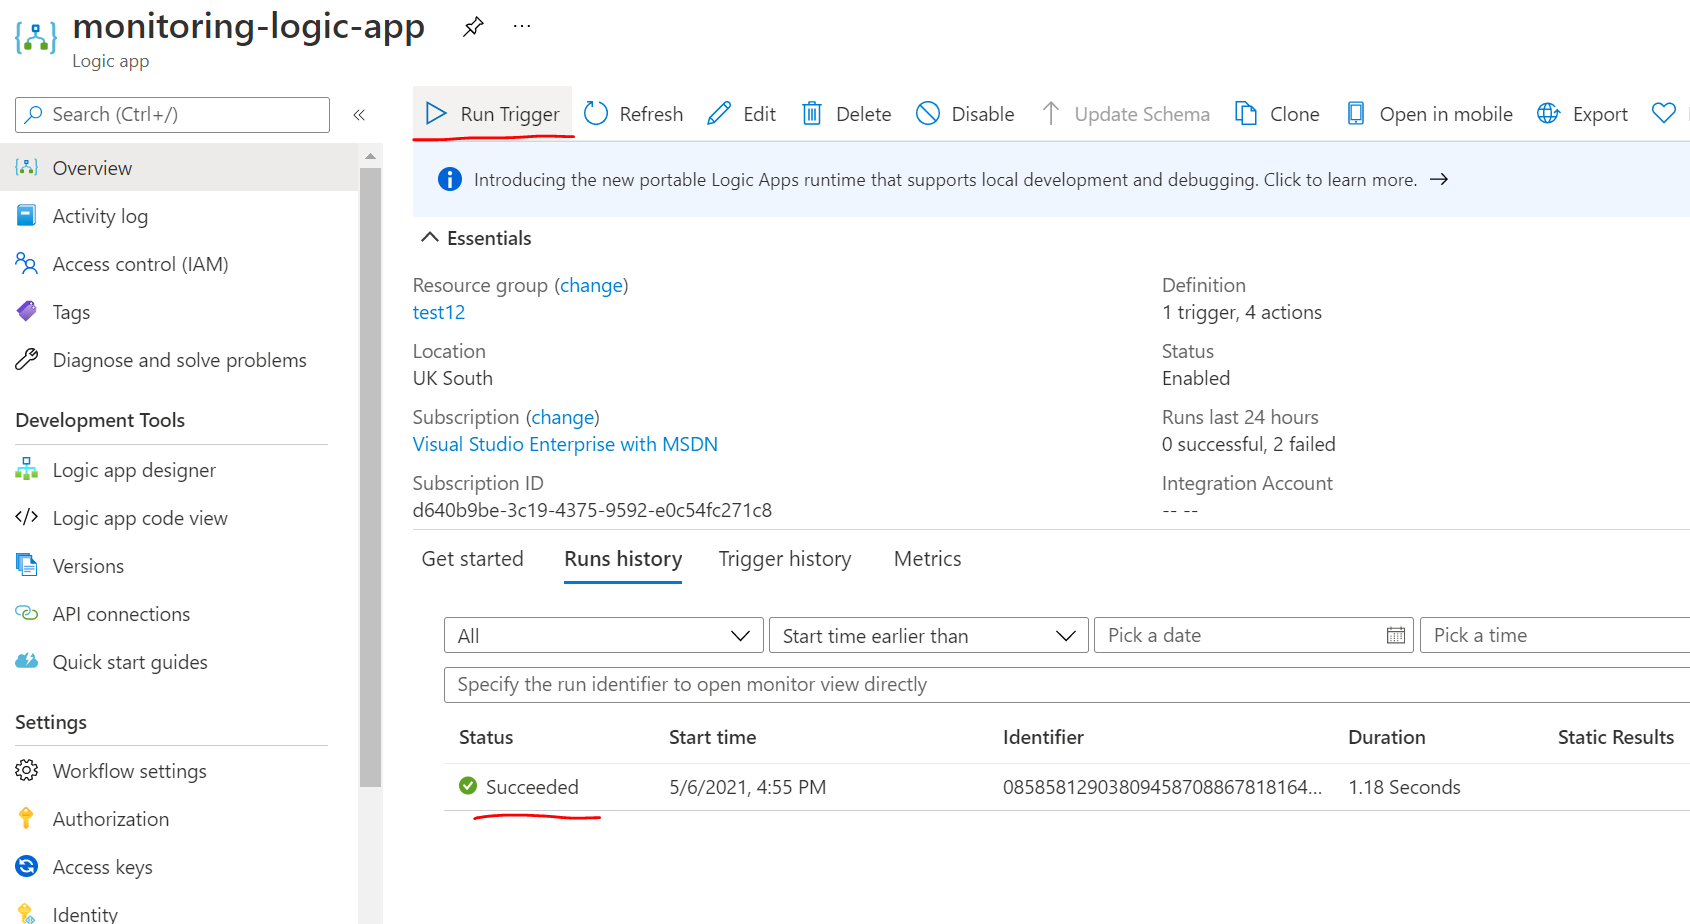 monitoring-logic-app
Logic app
Search (Ctrl+/)
«
Overview
Activity log
Access control (IAM)
Tags
Diagnose and solve problems
Development Tools
Logic app designer
Logic app code view
Versions
API connections
Quick start guides
Settings
Workflow settings
Authorization
Access keys
Identity
Run Trigger Refresh Edit Delete Disable Update Schema Clone Open in mobile Export
Introducing the new portable Logic Apps runtime that supports local development and debugging. Click to learn more. →
Essentials
Resource group (change)
test12
Location
UK South
Subscription (change)
Visual Studio Enterprise with MSDN
Subscription ID
d640b9be-3c19-4375-9592-e0c54fc271c8
Definition
1 trigger, 4 actions
Status
Enabled
Runs last 24 hours
0 successful, 2 failed
Integration Account
-- --
Get started Runs history Trigger history Metrics
All Start time earlier than Pick a date Pick a time
Specify the run identifier to open monitor view directly
Status Start time Identifier Duration Static Results
Succeeded 5/6/2021, 4:55 PM 08585812903809458708867818164... 1.18 Seconds